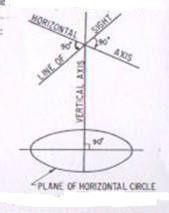 HORIZONTAL
SIGHT
90°
90°
LINE OF
AXIS
VERTICAL AXIS
90°
PLANE OF HORIZONTAL CIRCLE